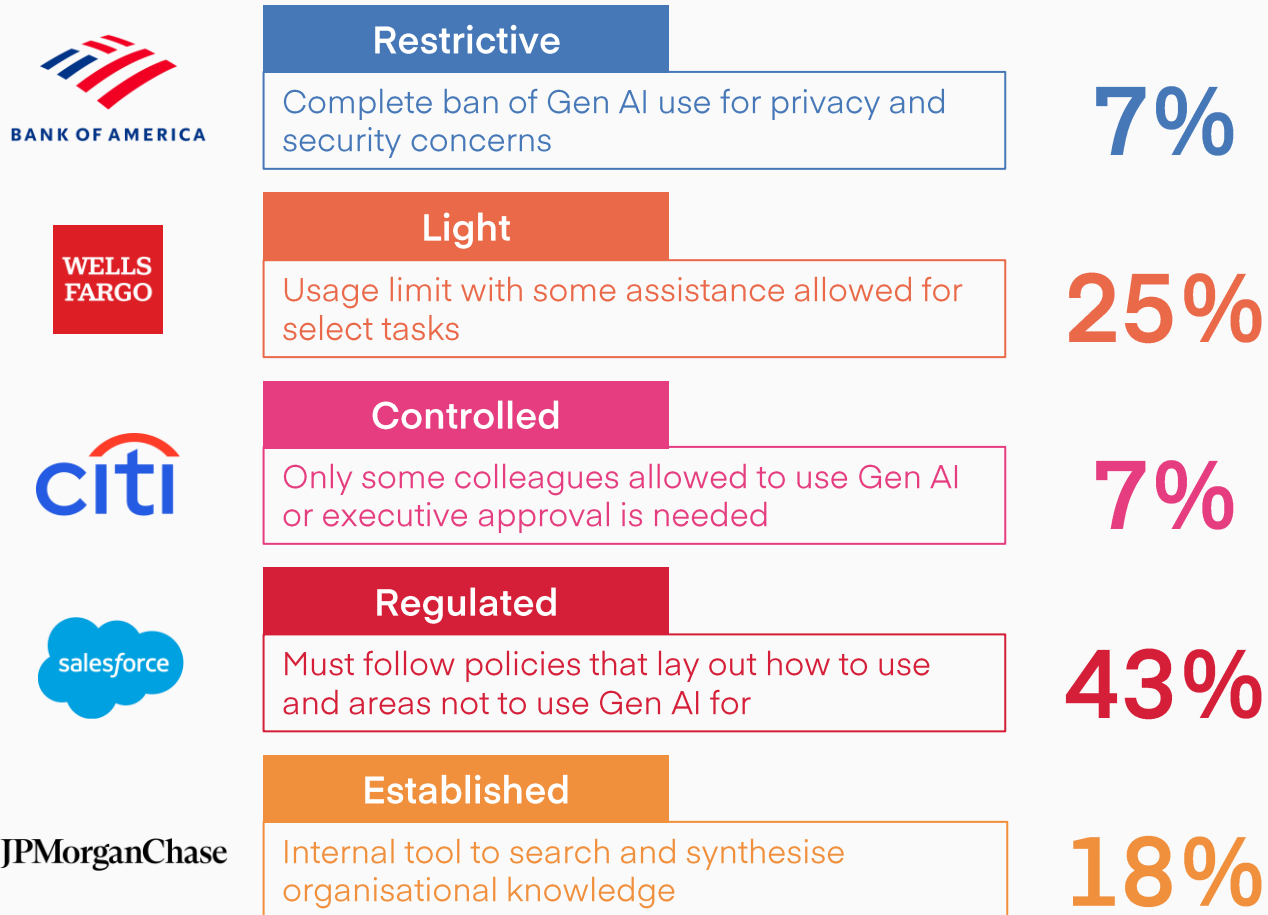 BANK OF AMERICA
Restrictive
Complete ban of Gen AI use for privacy and
security concerns
7%
WELLS
FARGO
Light
Usage limit with some assistance allowed for
select tasks
25%
citi
Controlled
Only some colleagues allowed to use Gen AI
or executive approval is needed
7%
salesforce
Regulated
Must follow policies that lay out how to use
and areas not to use Gen AI for
43%
JPMorganChase
Established
Internal tool to search and synthesise
organisational knowledge
18%